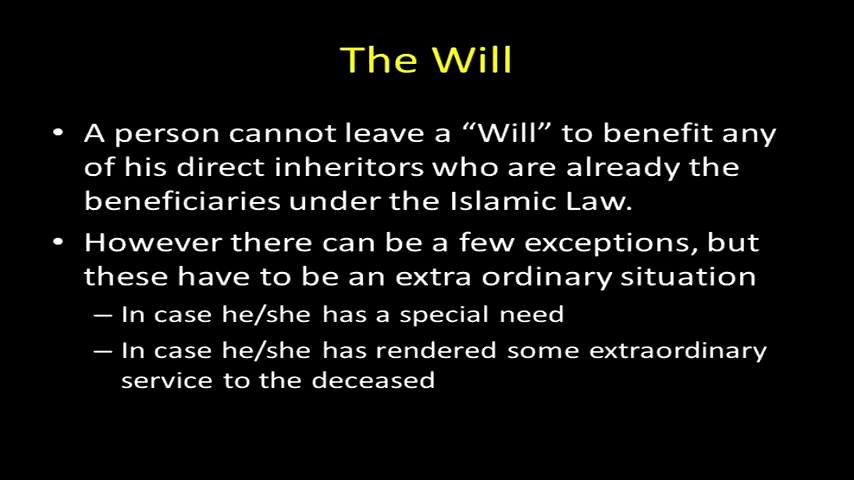 The Will
• A person cannot leave a “Will” to benefit any
of his direct inheritors who are already the
beneficiaries under the Islamic Law.
• However there can be a few exceptions, but
these have to be an extra ordinary situation
– In case he/she has a special need
– In case he/she has rendered some extraordinary
service to the deceased